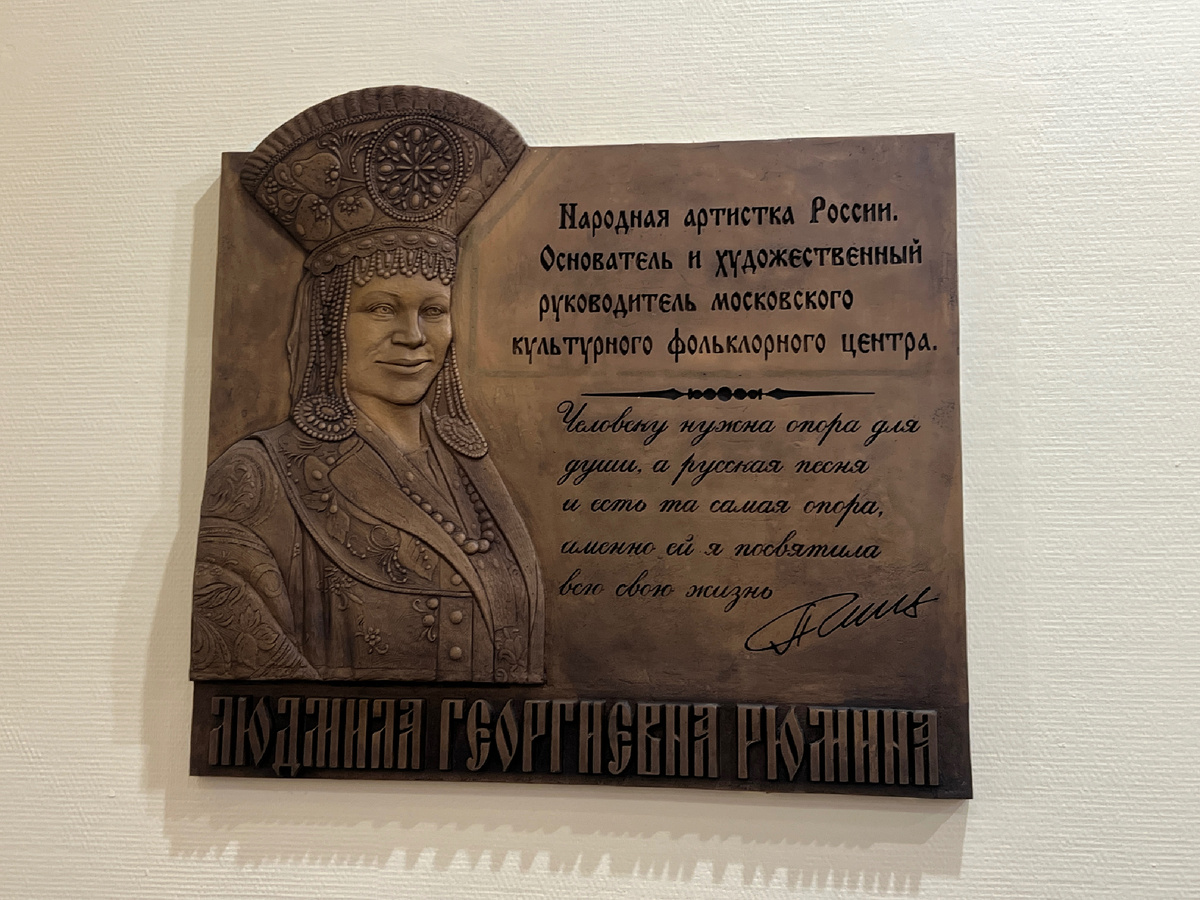 Народная артистка России.
Основатель и художественный
руководитель московского
культурного фольклорного центра.
Человеку нужна опора для
души, а русская песня
и есть та самая опора,
именно ей я посвятила
всю свою жизнь
ЛЮДМИЛА ГЕОРГИЕВНА РЮМИНА